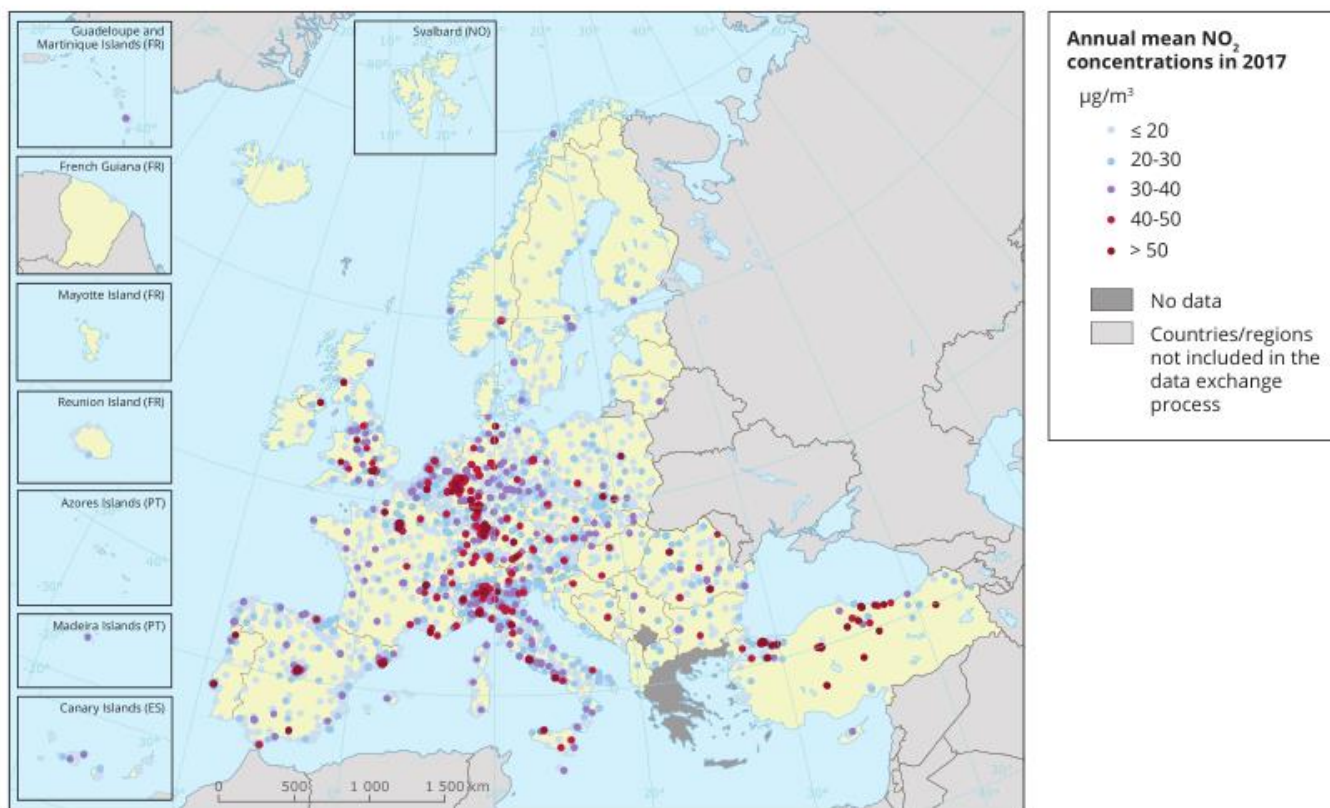 Guadeloupe and
Martinique Islands (FR)
Svalbard (NO)
French Guiana (FR)
Mayotte Island (FR)
Reunion Island (FR)
Azores Islands (PT)
Madeira Islands (PT)
Canary Islands (ES)
0 500 1 000 1 500 km
Annual mean NO₂
concentrations in 2017
µg/m³
≤ 20
20-30
30-40
40-50
> 50
No data
Countries/regions
not included in the
data exchange
process